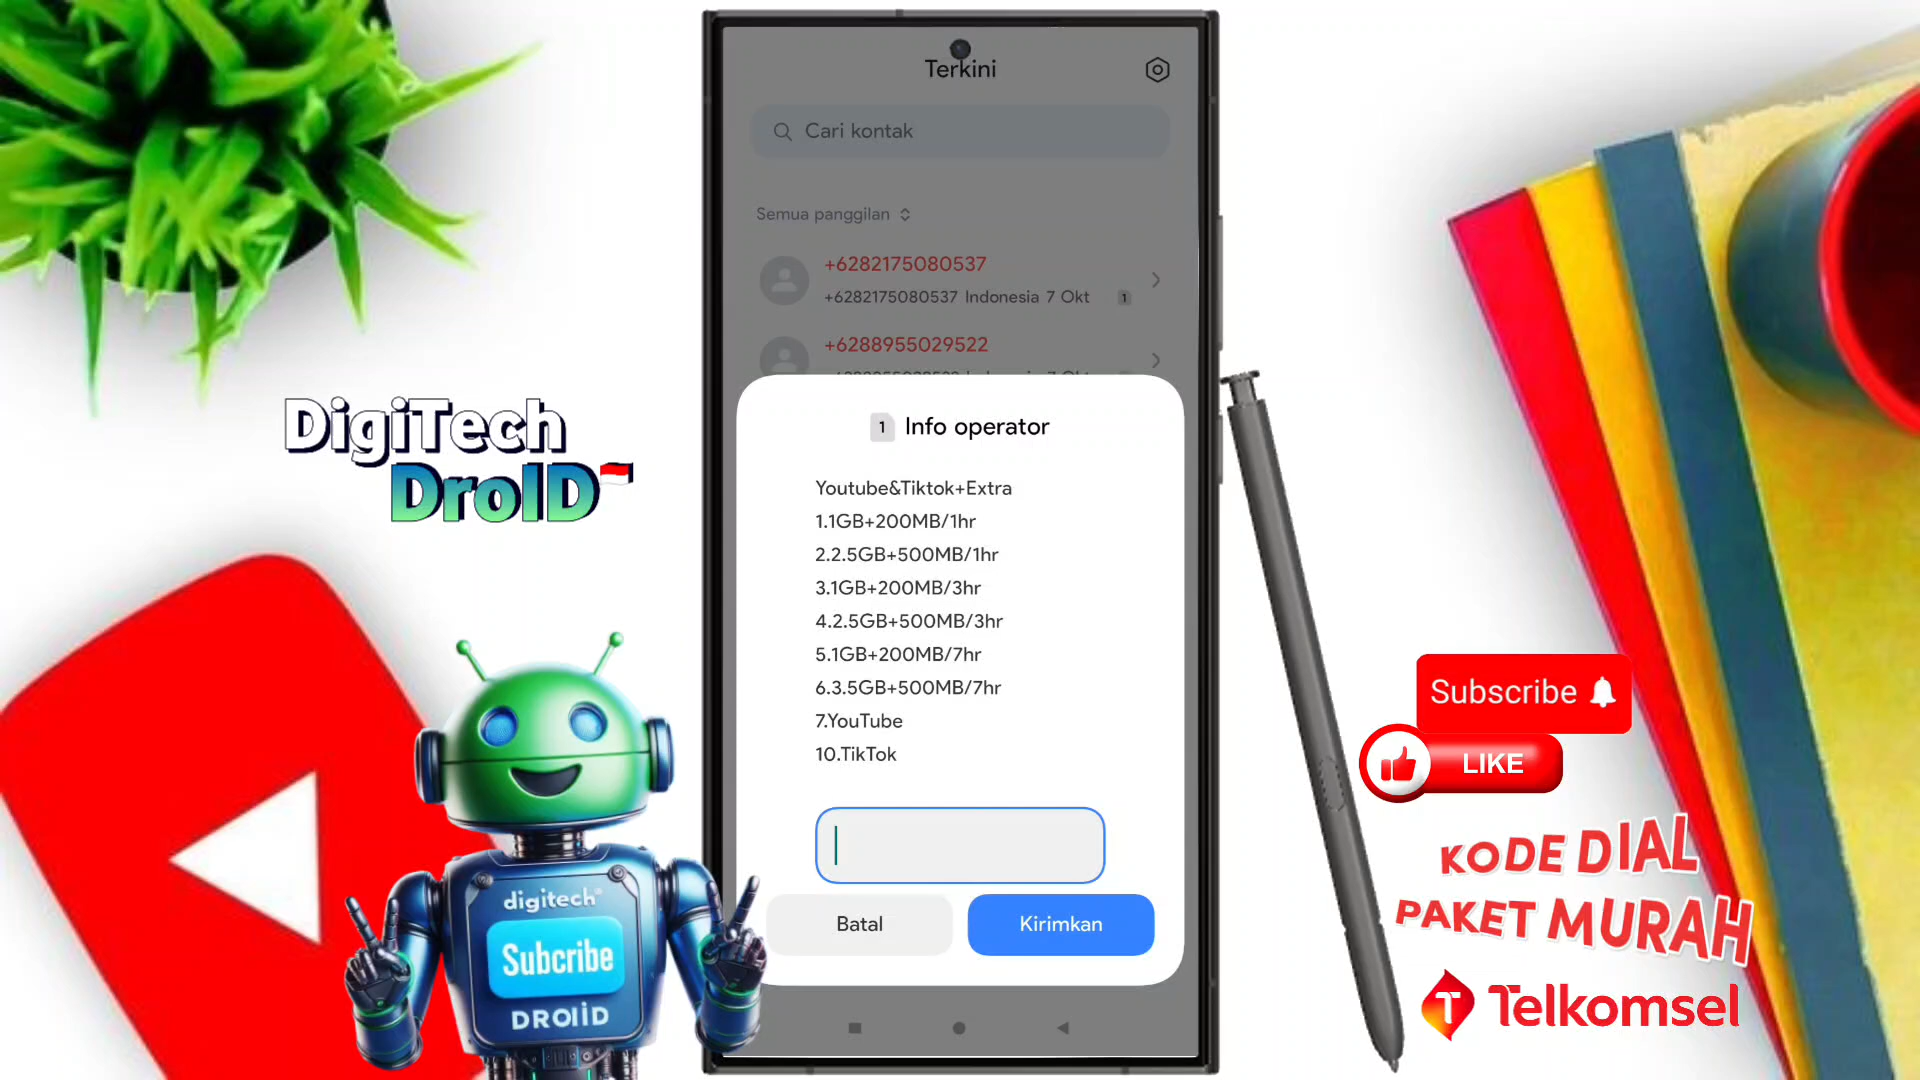 Terkini
Cari kontak
Semua panggilan
+6282175080537
+6282175080537 Indonesia 7 Okt 1
+6288955029522
1 Info operator
Youtube&Tiktok+Extra
1.1GB+200MB/1hr
2.2.5GB+500MB/1hr
3.1GB+200MB/3hr
4.2.5GB+500MB/3hr
5.1GB+200MB/7hr
6.3.5GB+500MB/7hr
7.YouTube
10.TikTok
Batal
Kirimkan
DigiTech
DroID
digitech®
Subcribe
DROIID
Subscribe
LIKE
KODE DIAL
PAKET MURAH
Telkomsel